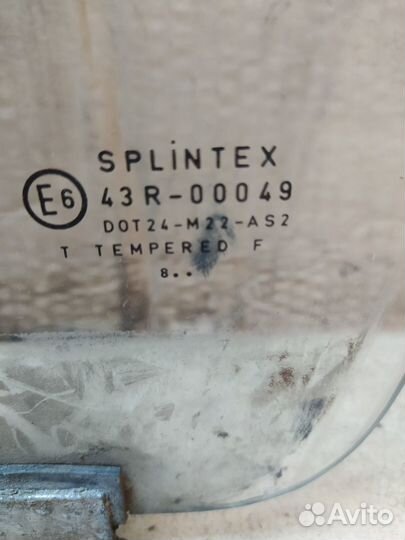 SPLiNTEX
E6 43R-00049
DOT24-M22-AS2
T TEMPERED F
8..
Avito